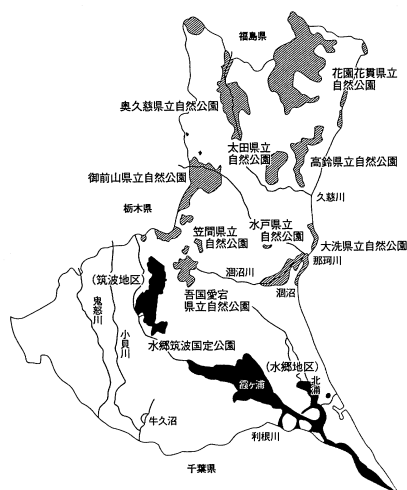 福島県
花園花貫県立
自然公園
奥久慈県立自然公園
太田県立
自然公園
高鈴県立自然公園
御前山県立自然公園
久慈川
栃木県
水戸県立
自然公園
笠間県立
自然公園
大洗県立自然公園
那珂川
涸沼川
(筑波地区)
涸沼
吾国愛宕
県立自然公園
鬼怒川
小貝川
水郷筑波国定公園
(水郷地区)
霞ヶ浦
北浦
牛久沼
利根川
千葉県